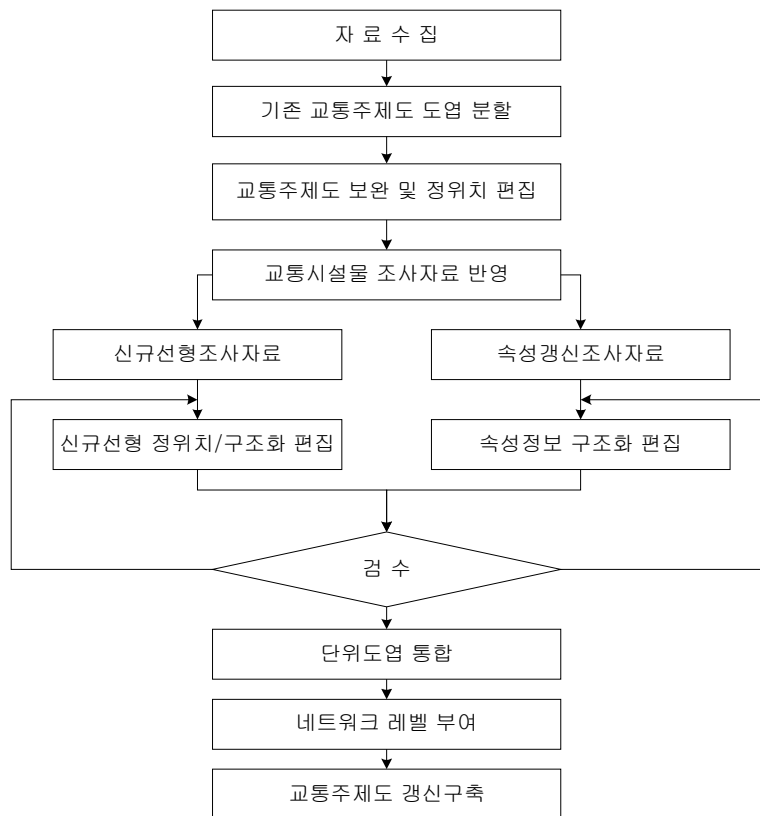 자 료 수 집
기존 교통주제도 도엽 분할
교통주제도 보완 및 정위치 편집
교통시설물 조사자료 반영
신규선형조사자료
속성갱신조사자료
신규선형 정위치/구조화 편집
속성정보 구조화 편집
검 수
단위도엽 통합
네트워크 레벨 부여
교통주제도 갱신구축